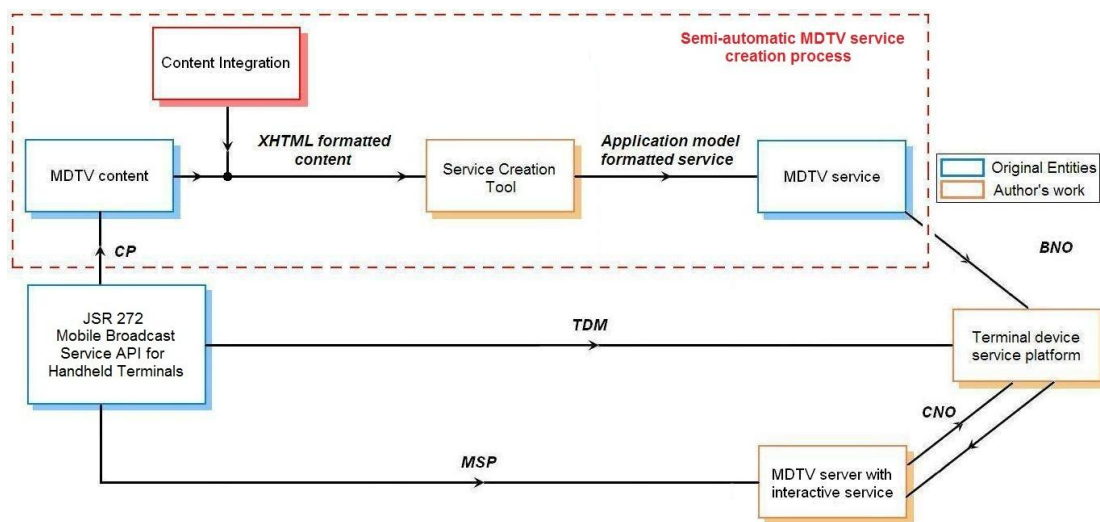 Semi-automatic MDTV service
creation process
Content Integration
XHTML formatted
content
Application model
formatted service
MDTV content
Service Creation
Tool
MDTV service
Original Entities
Author's work
CP
BNO
JSR 272
Mobile Broadcast
Service API for
Handheld Terminals
TDM
Terminal device
service platform
CNO
MSP
MDTV server with
interactive service